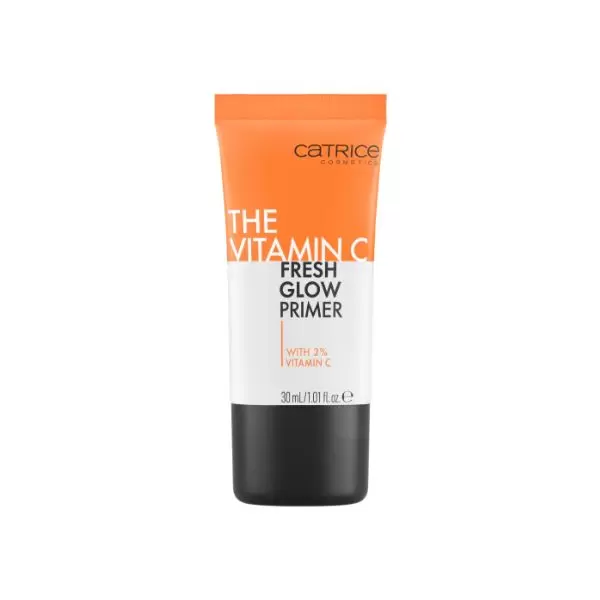 CATRICE
COSMETICS
THE
VITAMIN C
FRESH
GLOW
PRIMER
WITH 2%
VITAMIN C
30 mL/1.01 fl. oz. ℮